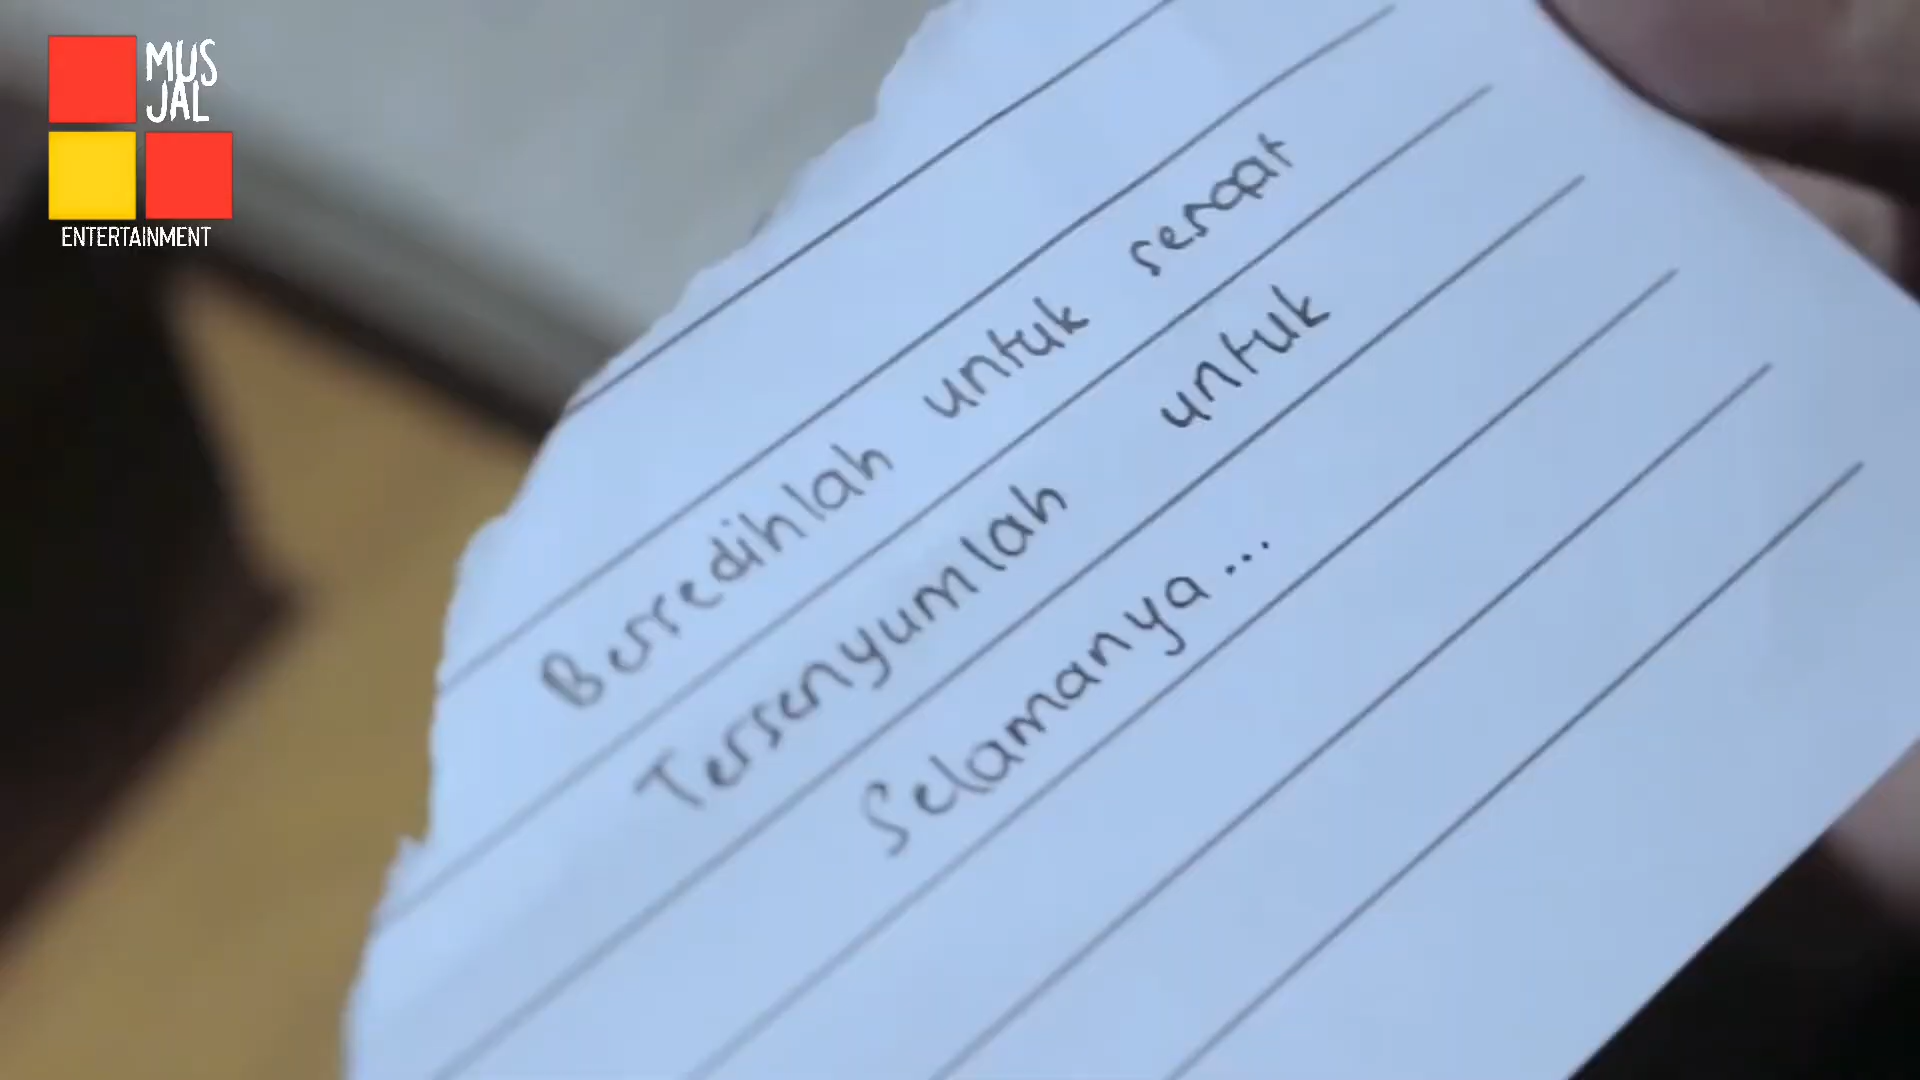 MUS
JAL
ENTERTAINMENT
Bersedihlah untuk sesaat
Tersenyumlah untuk
Selamanya...